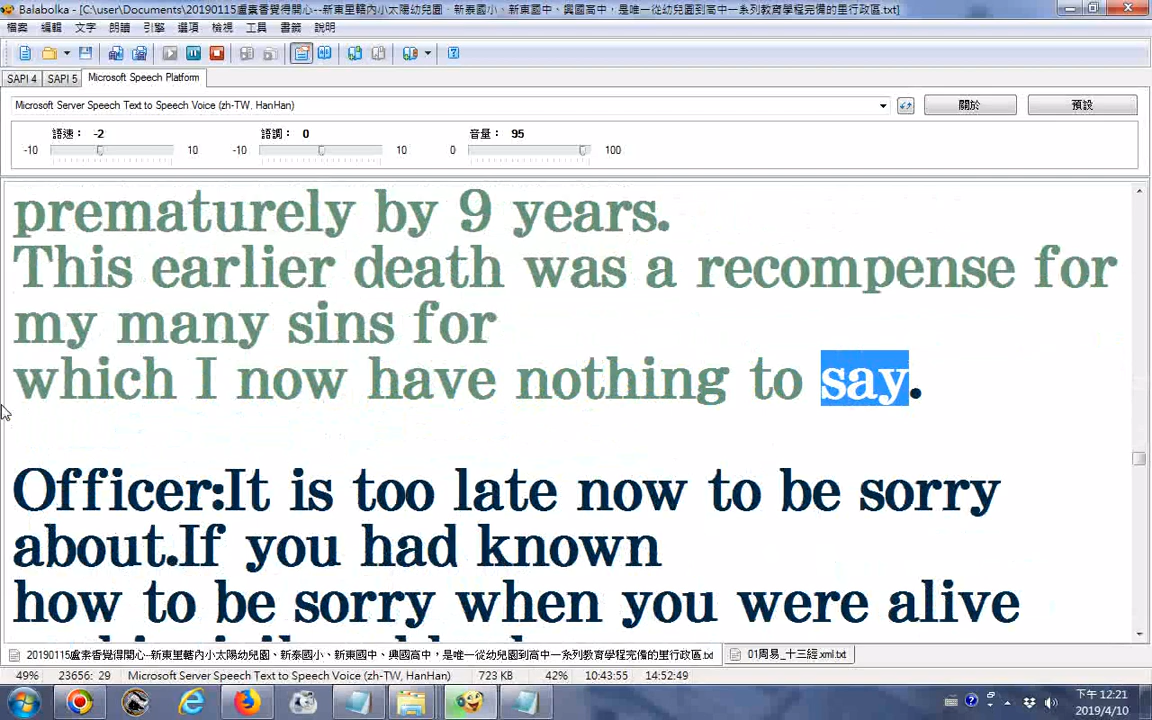 Balabolka - [C:\user\Documents\20190115盧素香覺得開心--新東里轄內小太陽幼兒園、新泰國小、新東國中、興國高中，是唯一從幼兒園到高中一系列教育學程完備的里行政區.txt]
檔案 編輯 文字 朗讀 引擎 選項 檢視 工具 書籤 說明
SAPI 4 SAPI 5 Microsoft Speech Platform
Microsoft Server Speech Text to Speech Voice (zh-TW, HanHan) 關於 預設
語速： -2 語調： 0 音量： 95
-10 10 -10 10 0 100
prematurely by 9 years.
This earlier death was a recompense for
my many sins for
which I now have nothing to say.
Officer:It is too late now to be sorry
about.If you had known
how to be sorry when you were alive
20190115盧素香覺得開心--新東里轄內小太陽幼兒園、新泰國小、新東國中、興國高中，是唯一從幼兒園到高中一系列教育學程完備的里行政區.txt 01周易_十三經.xml.txt
49% 23656: 29 Microsoft Server Speech Text to Speech Voice (zh-TW, HanHan) 723 KB 42% 10:43:55 14:52:49
下午 12:21
2019/4/10